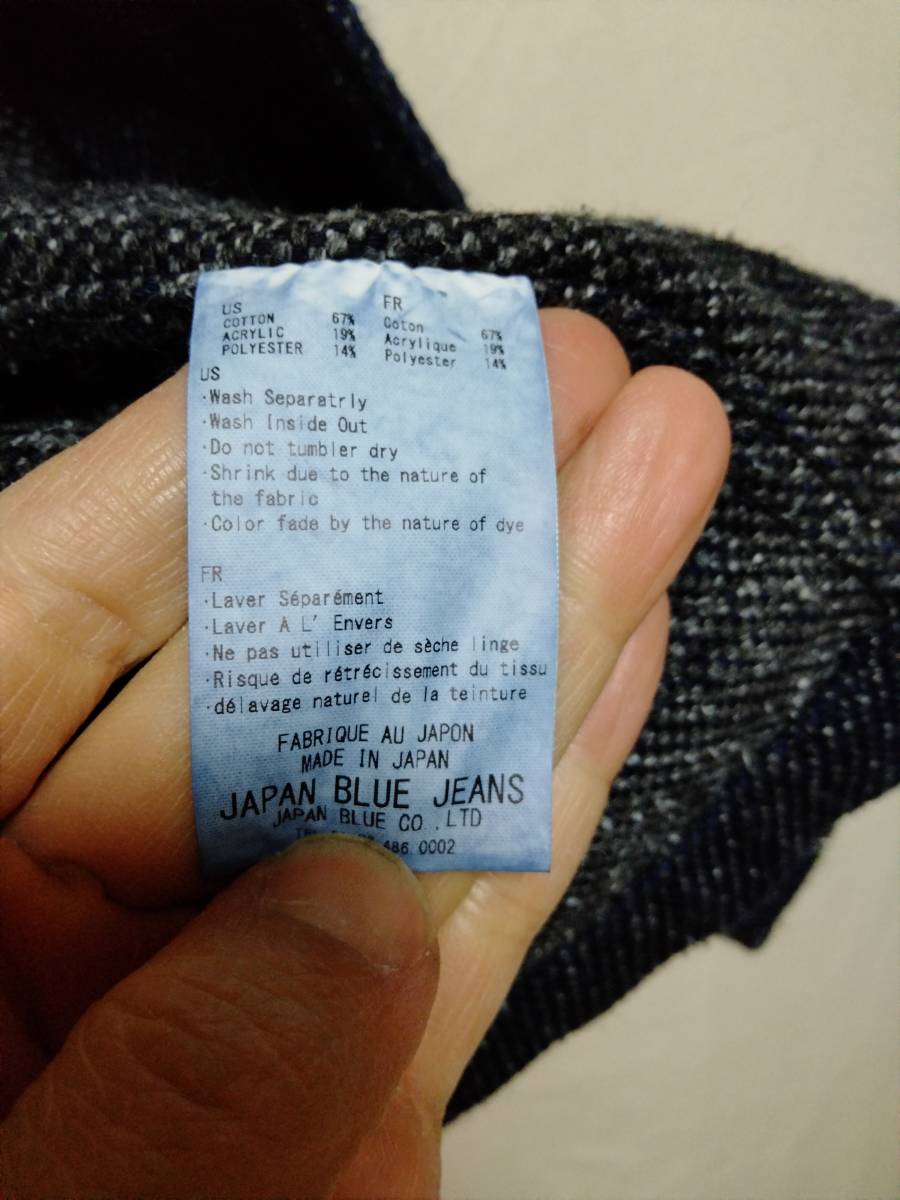 US
COTTON 67%
ACRYLIC 19%
POLYESTER 14%
FR
Coton 67%
Acrylique 19%
Polyester 14%
US
·Wash Separatrly
·Wash Inside Out
·Do not tumbler dry
·Shrink due to the nature of
the fabric
·Color fade by the nature of dye
FR
·Laver Séparément
·Laver A L' Envers
·Ne pas utiliser de sèche linge
·Risque de rétrécissement du tissu
·délavage naturel de la teinture
FABRIQUE AU JAPON
MADE IN JAPAN
JAPAN BLUE JEANS
JAPAN BLUE CO.,LTD
486.0002